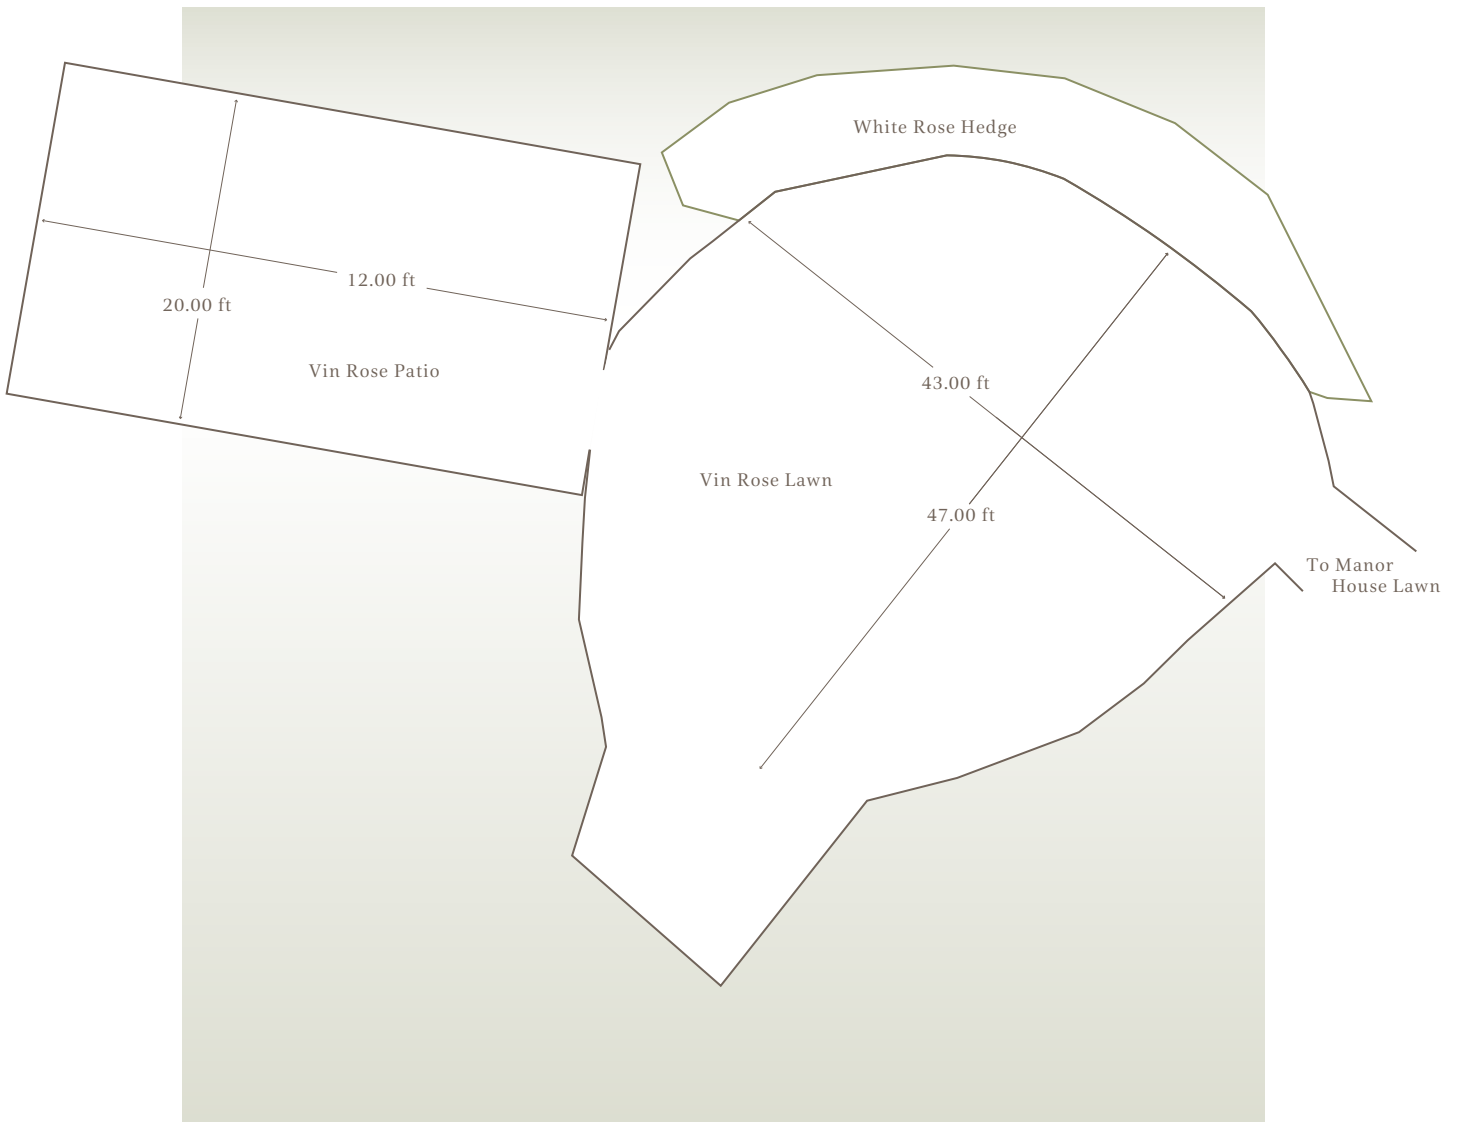 White Rose Hedge
12.00 ft
20.00 ft
Vin Rose Patio
43.00 ft
Vin Rose Lawn
47.00 ft
To Manor
House Lawn